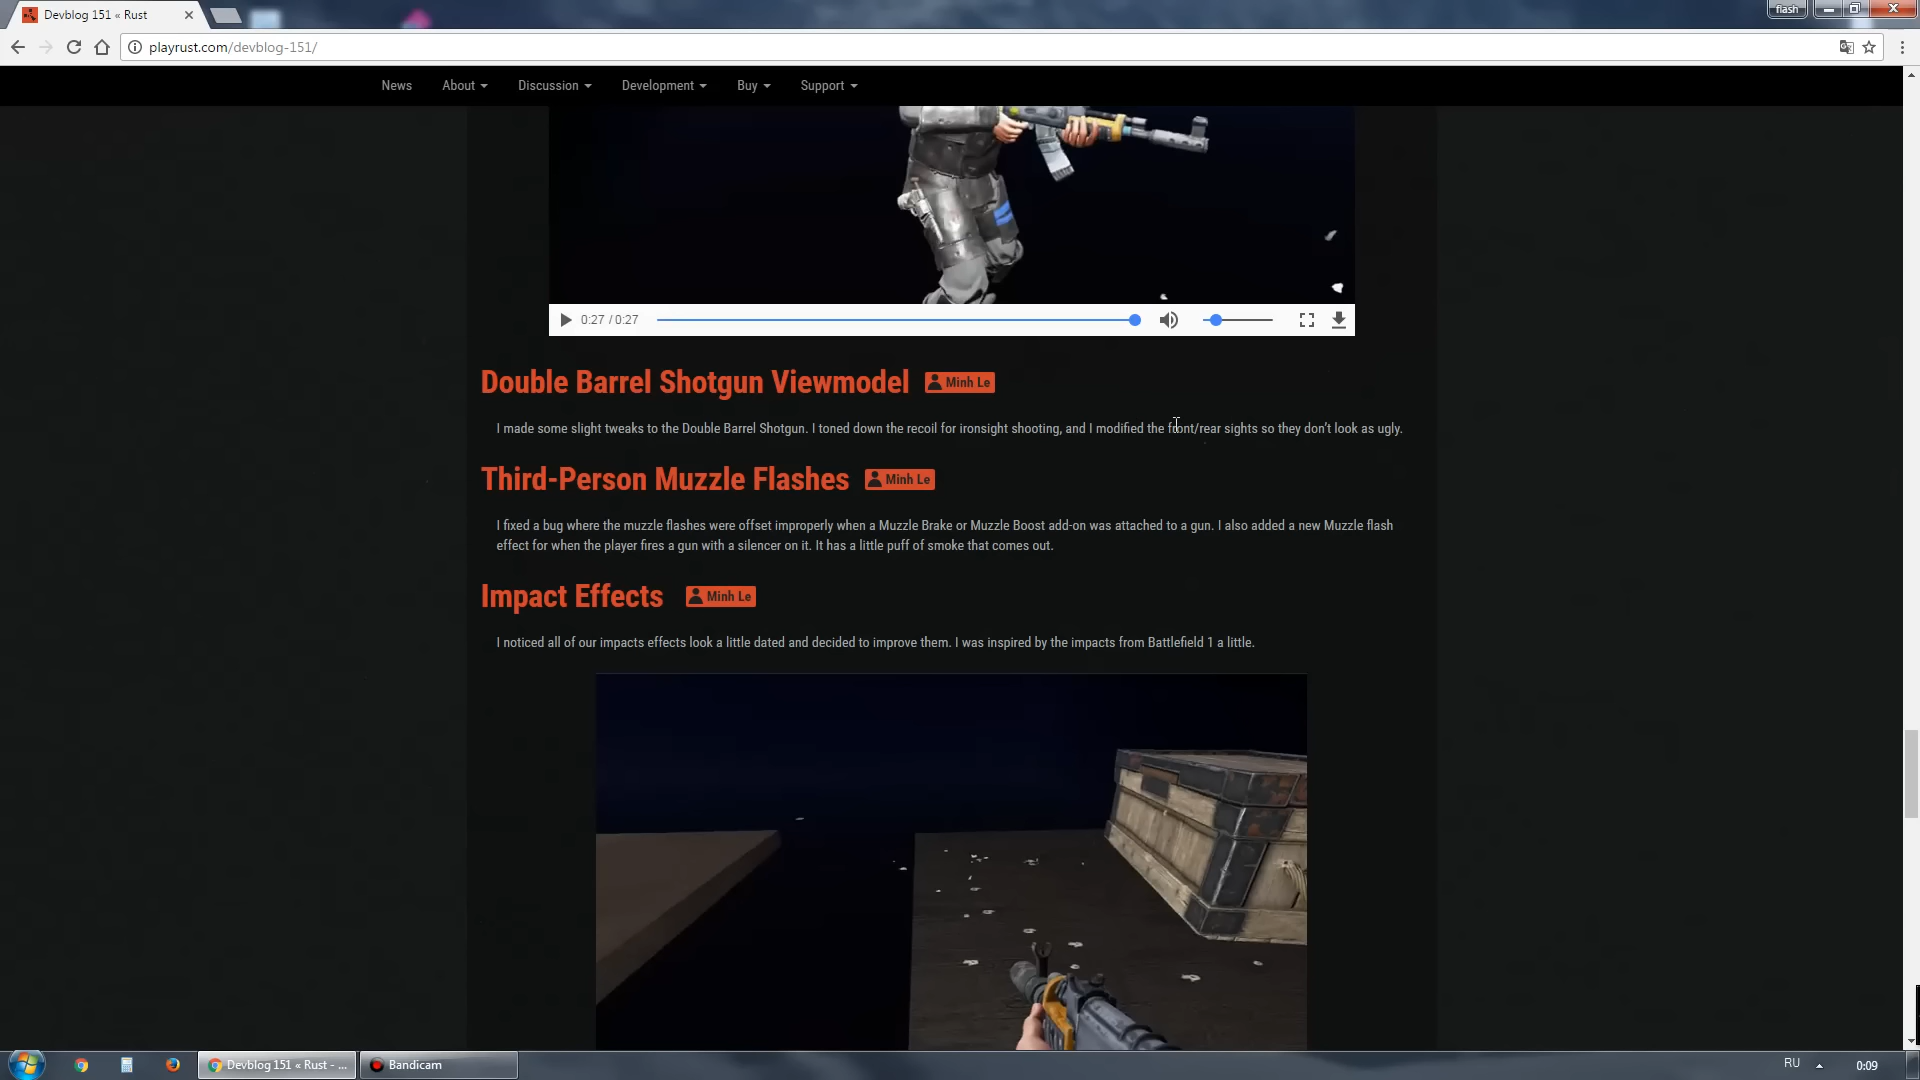 Devblog 151 « Rust
flash
playrust.com/devblog-151/
News About Discussion Development Buy Support
0:27 / 0:27
Double Barrel Shotgun Viewmodel Minh Le
I made some slight tweaks to the Double Barrel Shotgun. I toned down the recoil for ironsight shooting, and I modified the front/rear sights so they don't look as ugly.
Third-Person Muzzle Flashes Minh Le
I fixed a bug where the muzzle flashes were offset improperly when a Muzzle Brake or Muzzle Boost add-on was attached to a gun. I also added a new Muzzle flash
effect for when the player fires a gun with a silencer on it. It has a little puff of smoke that comes out.
Impact Effects Minh Le
I noticed all of our impacts effects look a little dated and decided to improve them. I was inspired by the impacts from Battlefield 1 a little.
Devblog 151 « Rust - ... Bandicam RU 0:09